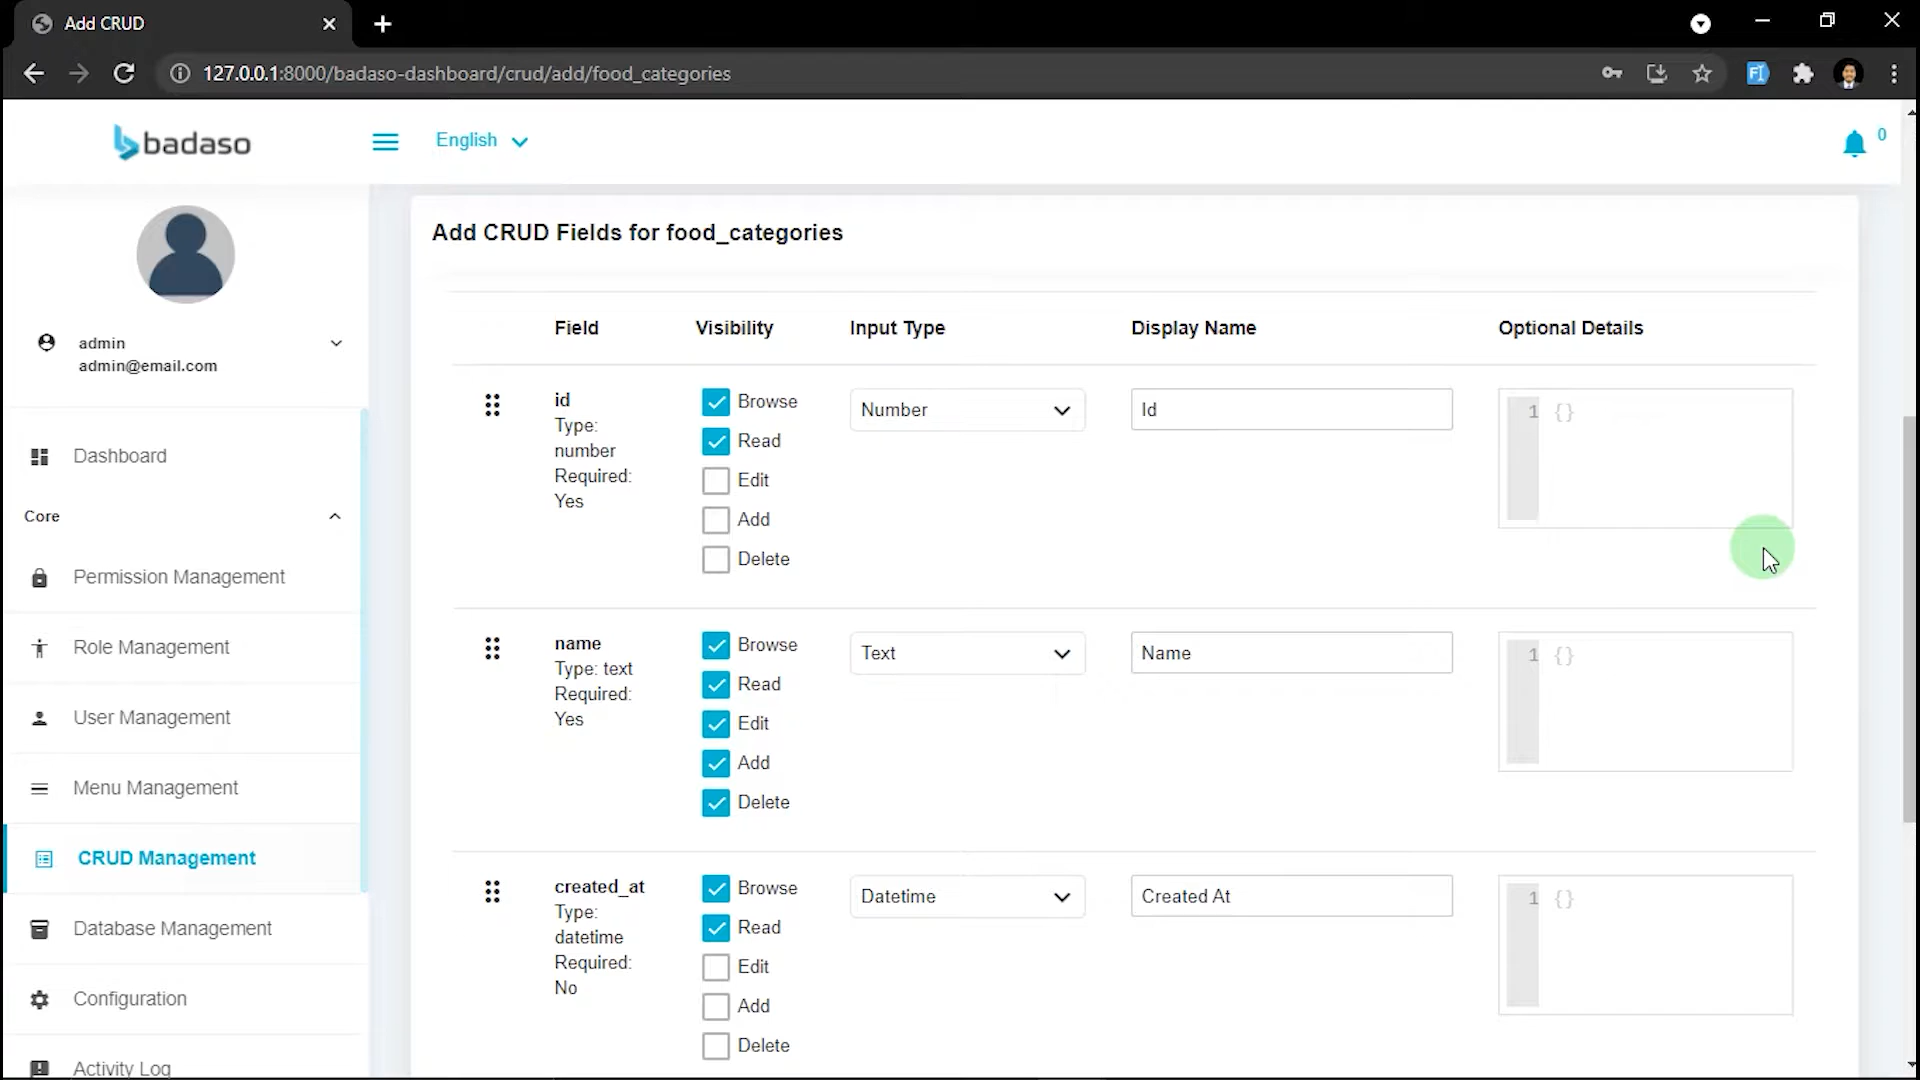 Add CRUD
127.0.0.1:8000/badaso-dashboard/crud/add/food_categories
badaso
English
0
admin
admin@email.com
Dashboard
Core
Permission Management
Role Management
User Management
Menu Management
CRUD Management
Database Management
Configuration
Activity Log
Add CRUD Fields for food_categories
Field Visibility Input Type Display Name Optional Details
id
Type:
number
Required:
Yes
Browse
Read
Edit
Add
Delete
Number
Id
1 {}
name
Type: text
Required:
Yes
Browse
Read
Edit
Add
Delete
Text
Name
1 {}
created_at
Type:
datetime
Required:
No
Browse
Read
Edit
Add
Delete
Datetime
Created At
1 {}